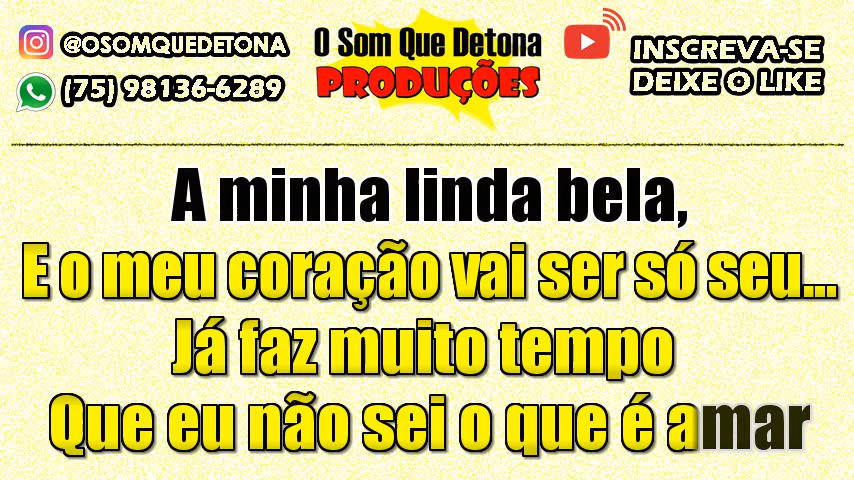 @OSOMQUEDETONA
(75) 98136-6289
O Som Que Detona
PRODUÇÕES
INSCREVA-SE
DEIXE O LIKE
A minha linda bela,
E o meu coração vai ser só seu...
Já faz muito tempo
Que eu não sei o que é amar